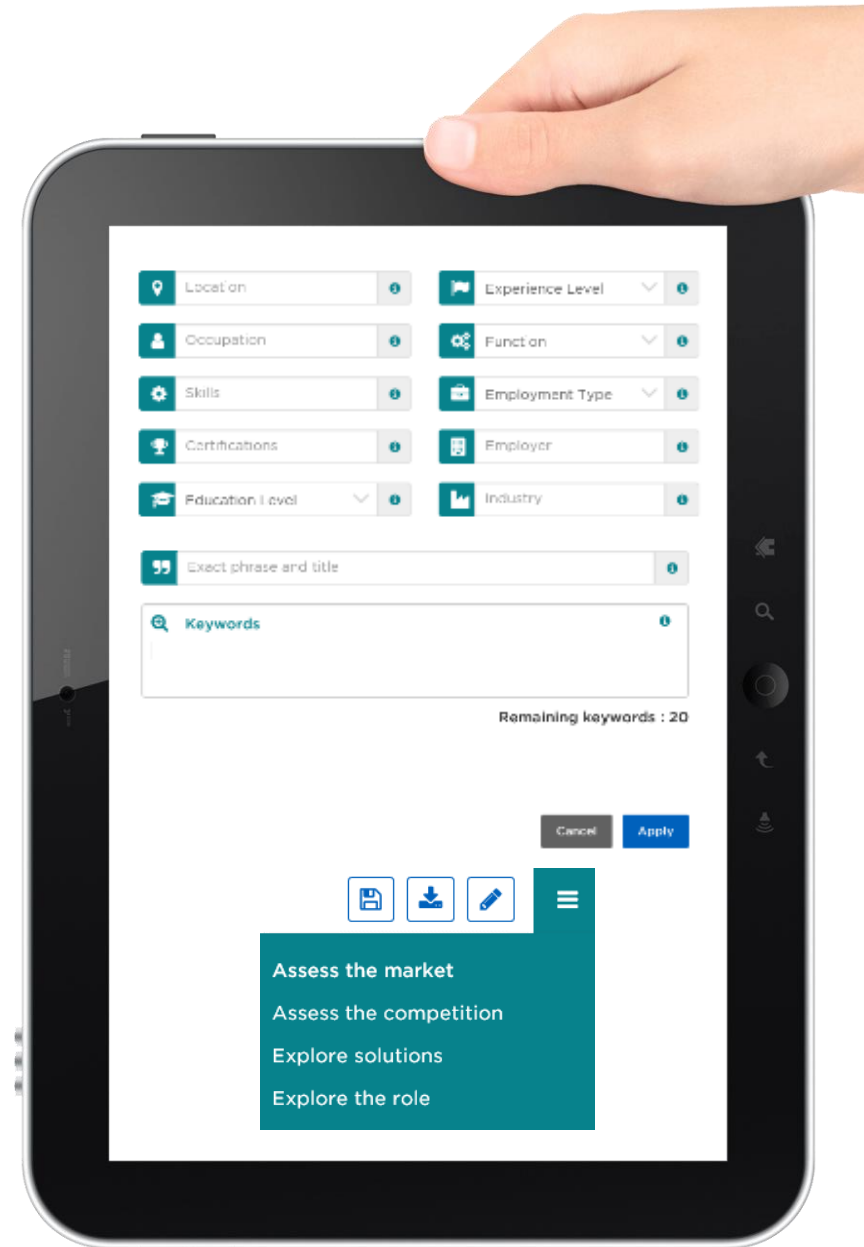 Location
Experience Level
Occupation
Function
Skills
Employment Type
Certifications
Employer
Education Level
Industry
Exact phrase and title
Keywords
Remaining keywords : 20
Cancel
Apply
Assess the market
Assess the competition
Explore solutions
Explore the role